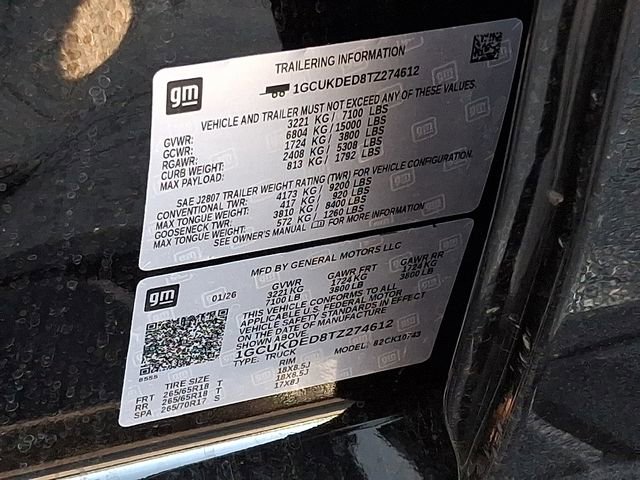 TRAILERING INFORMATION
gm
1GCUKDED8TZ274612
VEHICLE AND TRAILER MUST NOT EXCEED ANY OF THESE VALUES
GVWR: 3221 KG / 7100 LBS
GCWR: 6804 KG / 15000 LBS
RGAWR: 1724 KG / 3800 LBS
CURB WEIGHT: 2408 KG / 5308 LBS
MAX PAYLOAD: 813 KG / 1792 LBS
SAE J2807 TRAILER WEIGHT RATING (TWR) FOR VEHICLE CONFIGURATION.
CONVENTIONAL TWR: 4173 KG / 9200 LBS
MAX TONGUE WEIGHT: 417 KG / 920 LBS
GOOSENECK TWR: 3810 KG / 8400 LBS
MAX TONGUE WEIGHT: 572 KG / 1260 LBS
SEE OWNER'S MANUAL FOR MORE INFORMATION
MFD BY GENERAL MOTORS LLC
gm
01/26
GVWR GAWR FRT GAWR RR
3221 KG 1724 KG 1724 KG
7100 LB 3800 LB 3800 LB
THIS VEHICLE CONFORMS TO ALL
APPLICABLE U.S. FEDERAL MOTOR
VEHICLE SAFETY STANDARDS IN EFFECT
ON THE DATE OF MANUFACTURE
SHOWN ABOVE.
1GCUKDED8TZ274612
TYPE: TRUCK MODEL: 82CK10743
8555
TIRE SIZE RIM
FRT 265/65R18 T 18X8.5J
RR 265/65R18 T 18X8.5J
SPA 265/70R17 S 17X8J